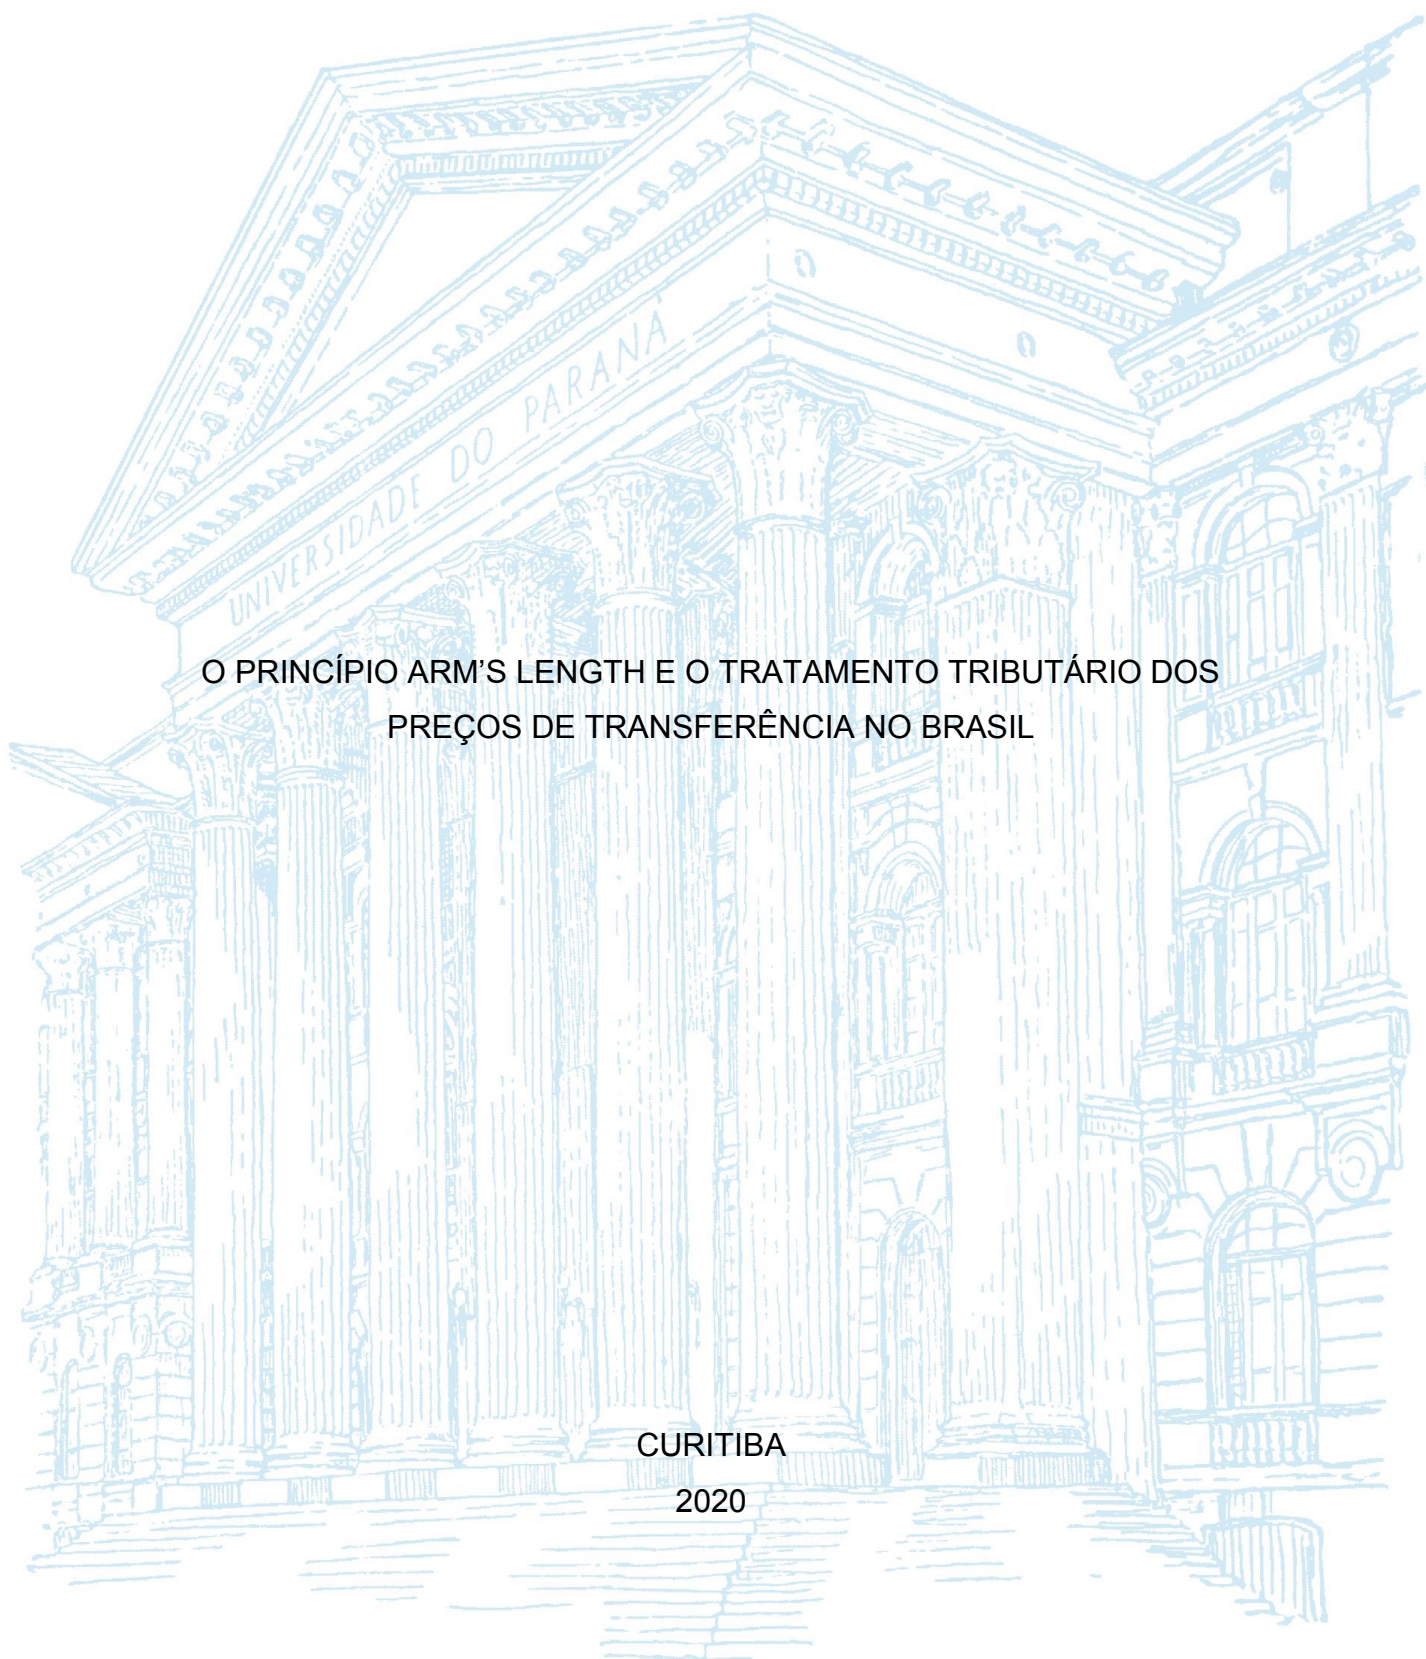 UNIVERSIDADE DO PARANÁ
O PRINCÍPIO ARM'S LENGTH E O TRATAMENTO TRIBUTÁRIO DOS
PREÇOS DE TRANSFERÊNCIA NO BRASIL
CURITIBA
2020